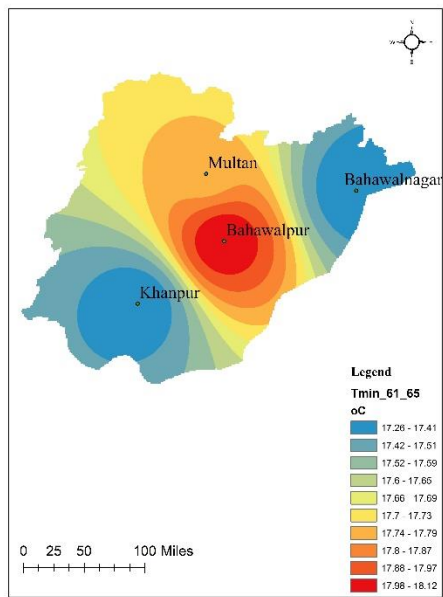 N
W
E
S
Multan
Bahawalnagar
Bahawalpur
Khanpur
Legend
Tmin_61_65
oC
17.26 - 17.41
17.42 - 17.51
17.52 - 17.59
17.6 - 17.65
17.66 - 17.69
17.7 - 17.73
17.74 - 17.79
17.8 - 17.87
17.88 - 17.97
17.98 - 18.12
0 25 50 100 Miles